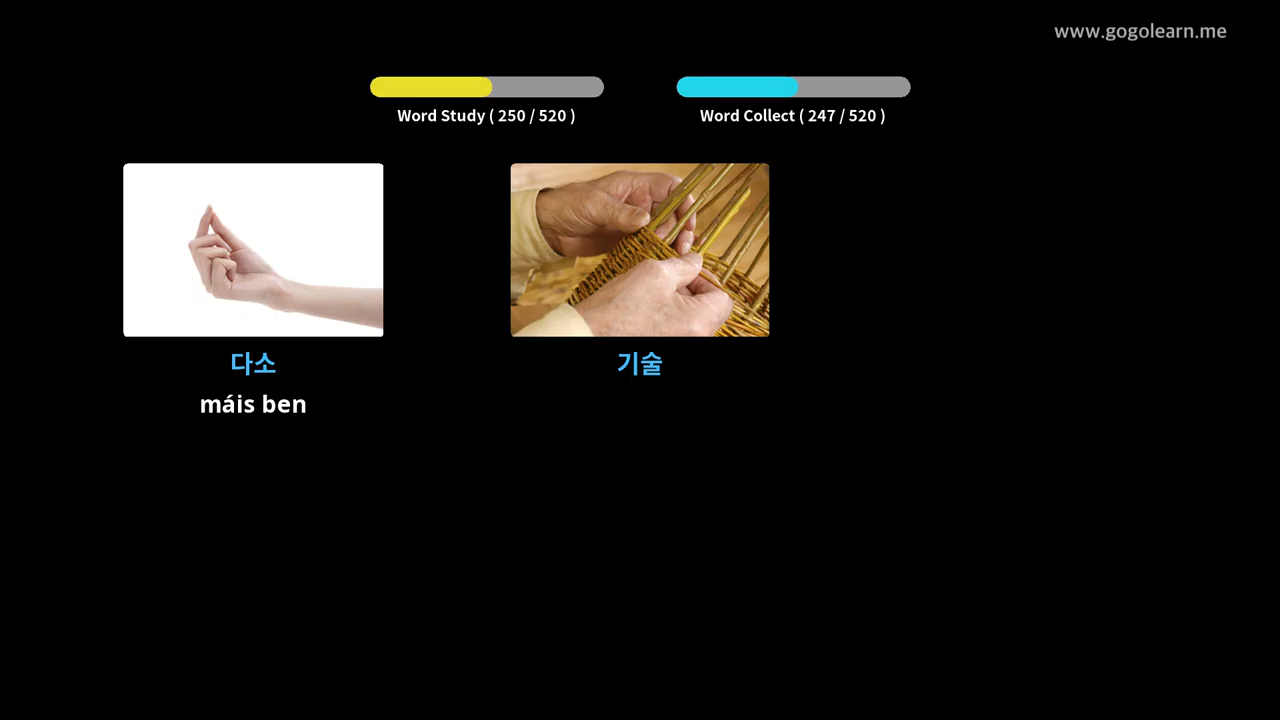 www.gogolearn.me
Word Study ( 250 / 520 )
Word Collect ( 247 / 520 )
다소
기술
máis ben